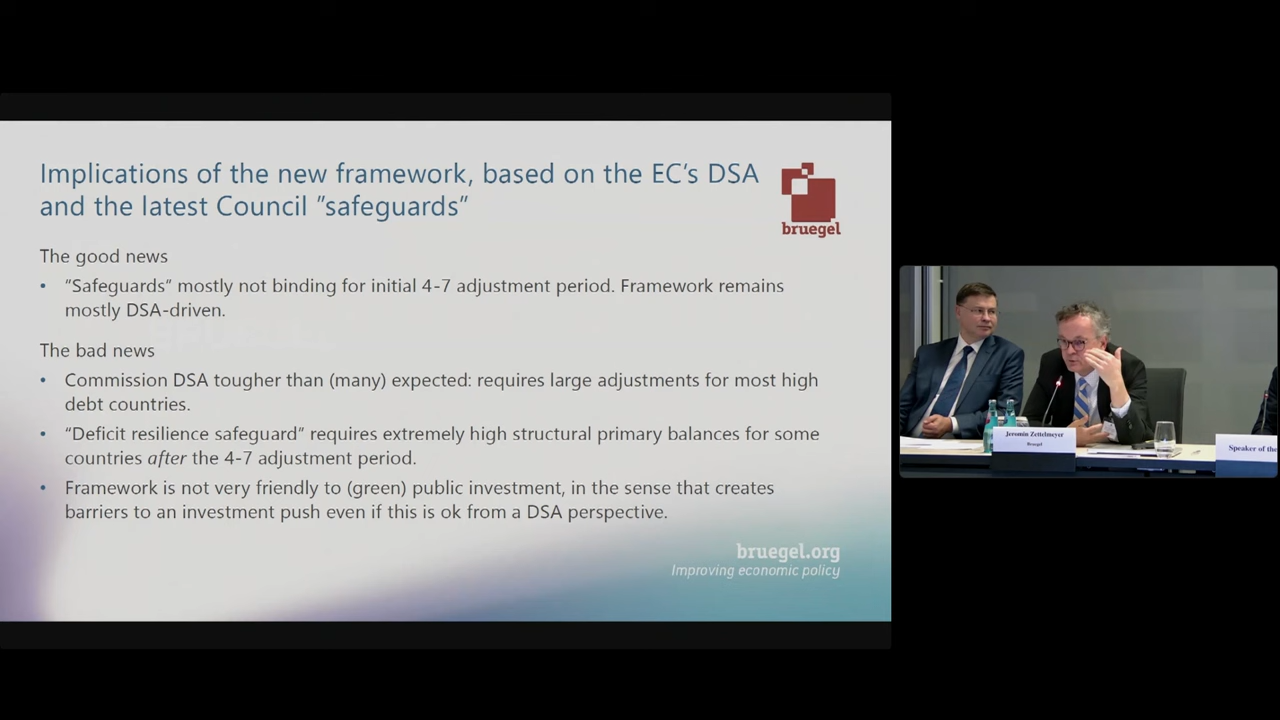 Implications of the new framework, based on the EC's DSA
and the latest Council ”safeguards”
bruegel
The good news
• ”Safeguards” mostly not binding for initial 4-7 adjustment period. Framework remains
mostly DSA-driven.
The bad news
• Commission DSA tougher than (many) expected: requires large adjustments for most high
debt countries.
• “Deficit resilience safeguard” requires extremely high structural primary balances for some
countries after the 4-7 adjustment period.
• Framework is not very friendly to (green) public investment, in the sense that creates
barriers to an investment push even if this is ok from a DSA perspective.
bruegel.org
Improving economic policy
Jeromin Zettelmeyer
Bruegel
Speaker of the